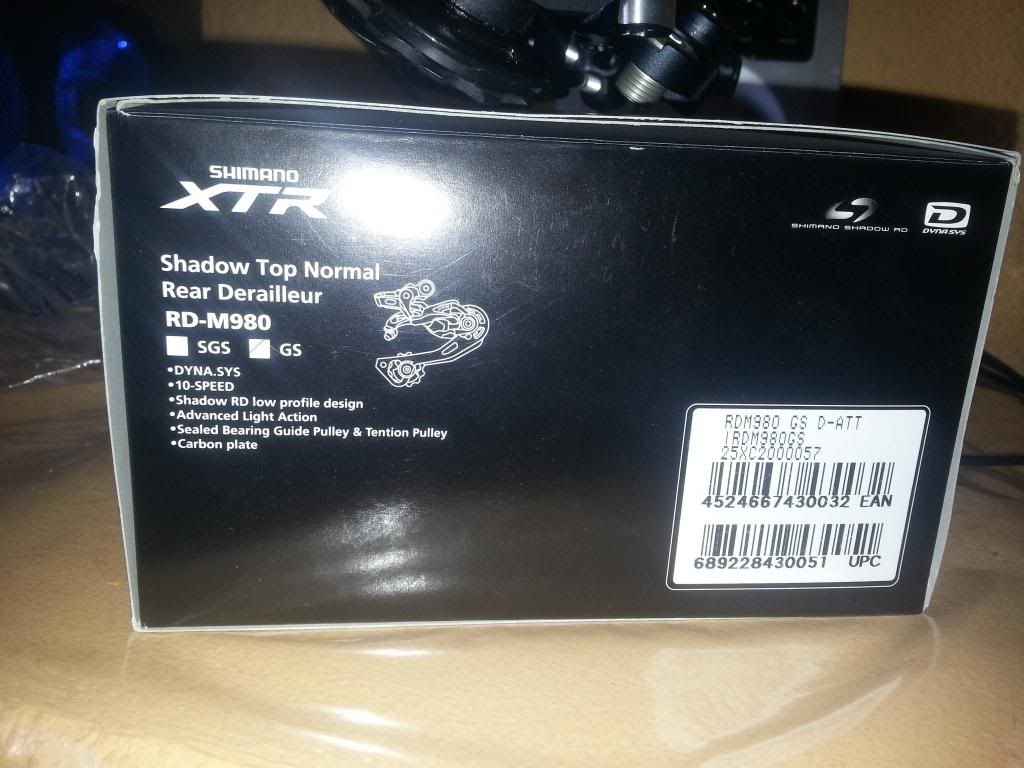 SHIMANO
XTR
SHIMANO SHADOW RD
DYNA.SYS
Shadow Top Normal
Rear Derailleur
RD-M980
SGS GS
•DYNA.SYS
•10-SPEED
•Shadow RD low profile design
•Advanced Light Action
•Sealed Bearing Guide Pulley & Tention Pulley
•Carbon plate
RDM980 GS D-ATT
IRDM980GS
25XC2000057
4524667430032 EAN
689228430051 UPC